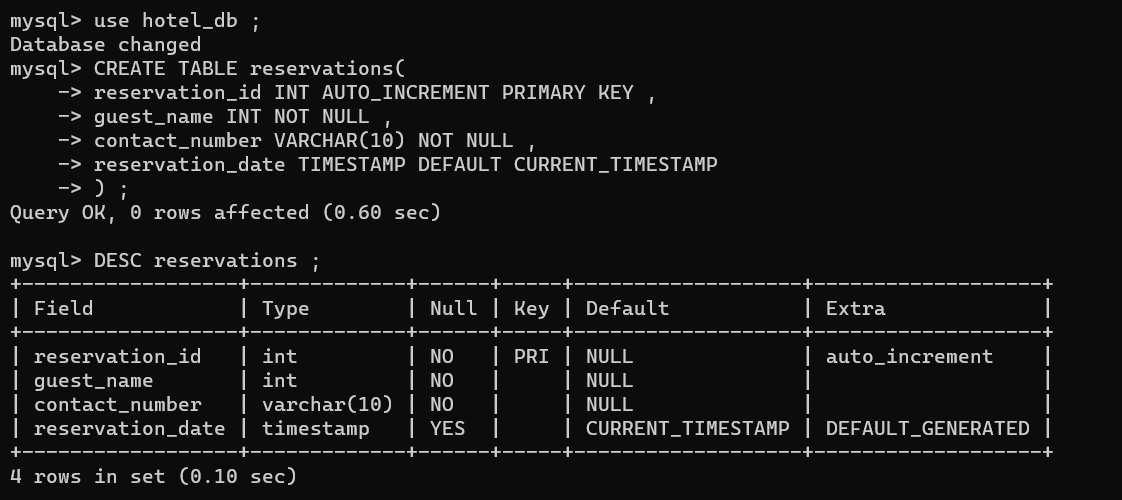 mysql> use hotel_db ;
Database changed
mysql> CREATE TABLE reservations(
    -> reservation_id INT AUTO_INCREMENT PRIMARY KEY ,
    -> guest_name INT NOT NULL ,
    -> contact_number VARCHAR(10) NOT NULL ,
    -> reservation_date TIMESTAMP DEFAULT CURRENT_TIMESTAMP
    -> ) ;
Query OK, 0 rows affected (0.60 sec)

mysql> DESC reservations ;
+------------------+-------------+------+-----+-------------------+-------------------+
| Field            | Type        | Null | Key | Default           | Extra             |
+------------------+-------------+------+-----+-------------------+-------------------+
| reservation_id   | int         | NO   | PRI | NULL              | auto_increment    |
| guest_name       | int         | NO   |     | NULL              |                   |
| contact_number   | varchar(10) | NO   |     | NULL              |                   |
| reservation_date | timestamp   | YES  |     | CURRENT_TIMESTAMP | DEFAULT_GENERATED |
+------------------+-------------+------+-----+-------------------+-------------------+
4 rows in set (0.10 sec)